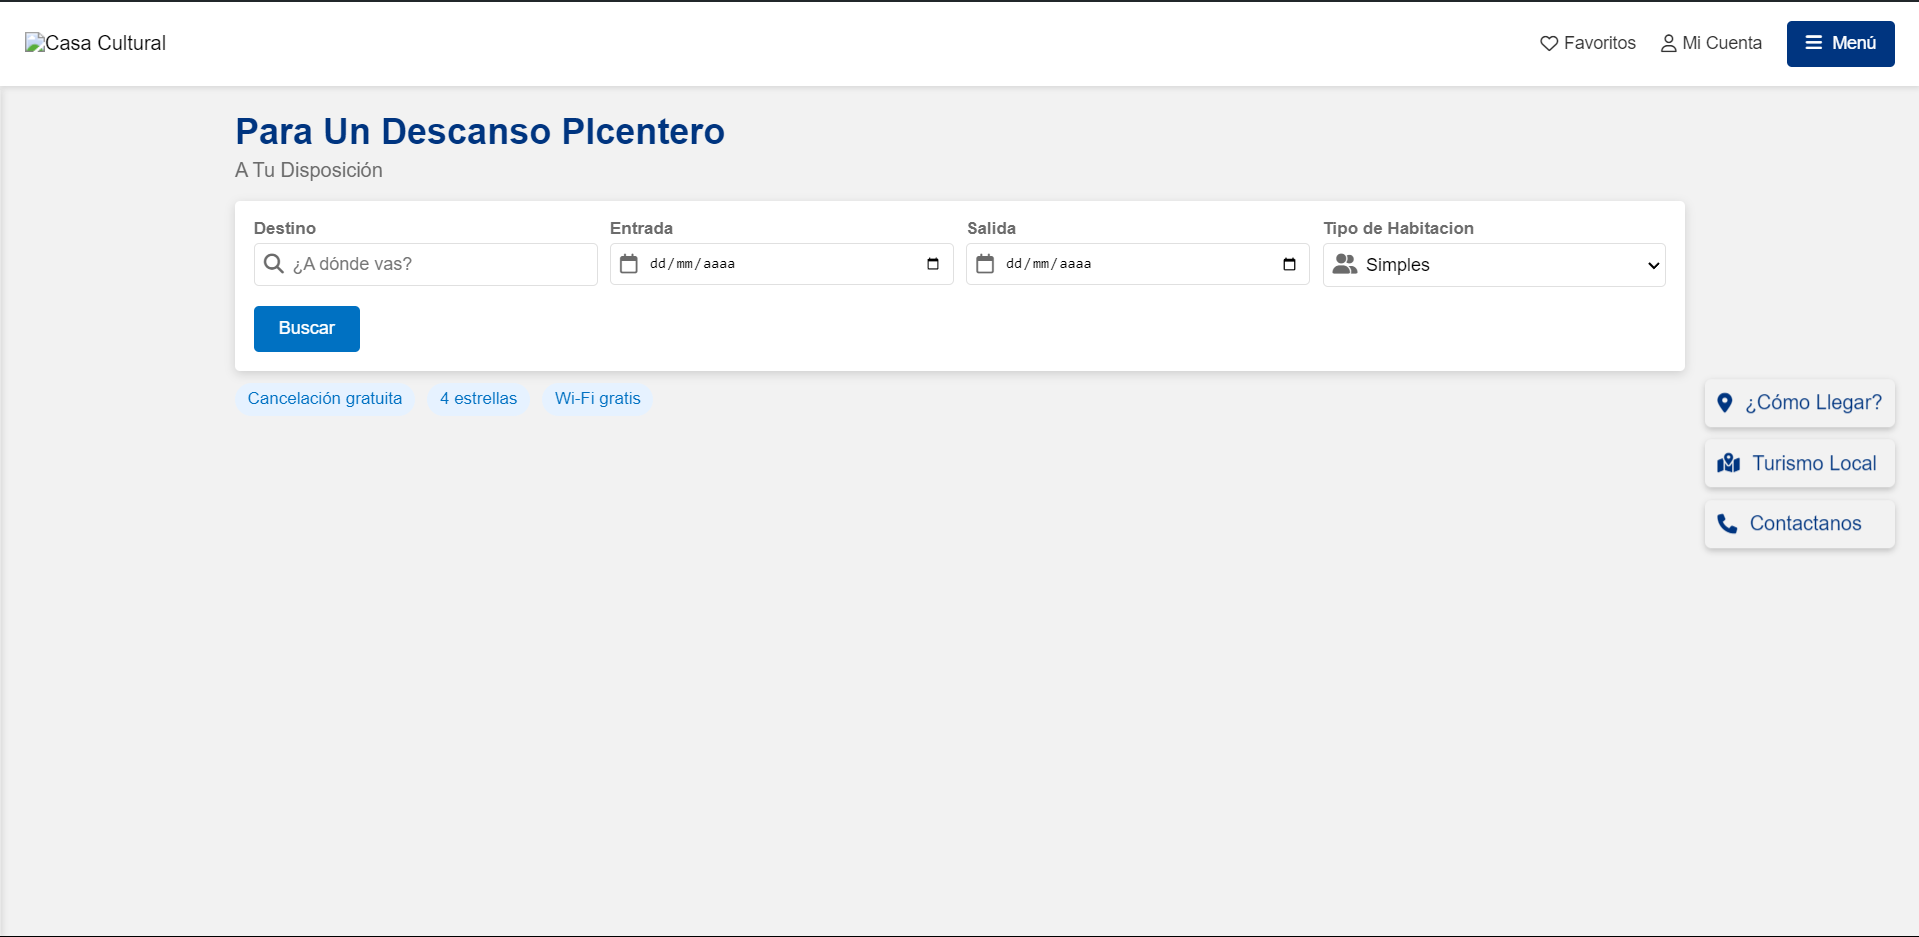 Casa Cultural
Favoritos
Mi Cuenta
Menú
Para Un Descanso Plcentero
A Tu Disposición
Destino
Entrada
Salida
Tipo de Habitacion
¿A dónde vas?
dd/mm/aaaa
dd/mm/aaaa
Simples
Buscar
Cancelación gratuita
4 estrellas
Wi-Fi gratis
¿Cómo Llegar?
Turismo Local
Contactanos